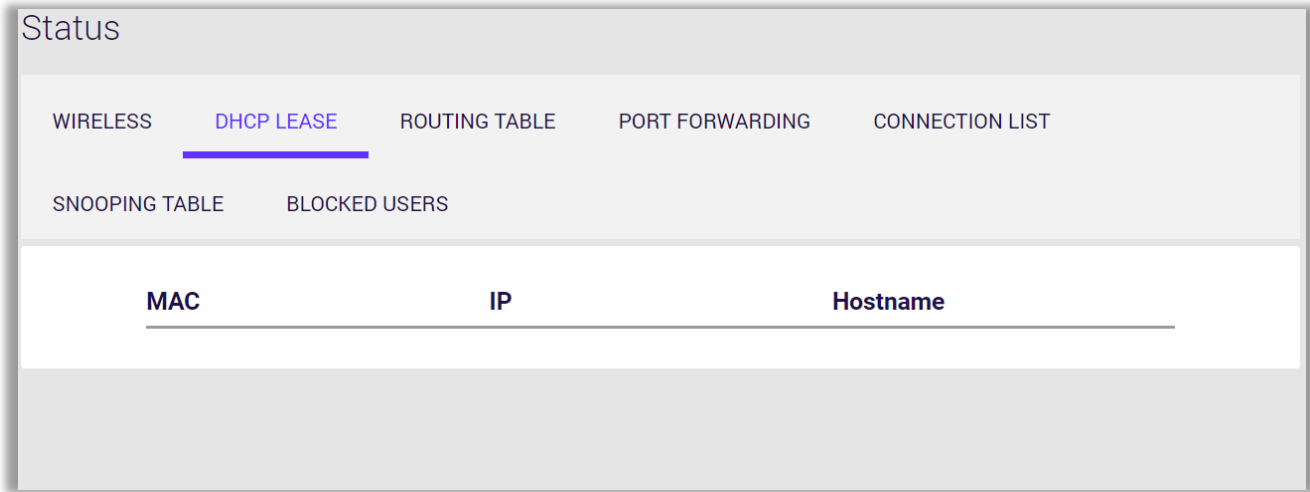 Status
WIRELESS DHCP LEASE ROUTING TABLE PORT FORWARDING CONNECTION LIST
SNOOPING TABLE BLOCKED USERS
MAC IP Hostname